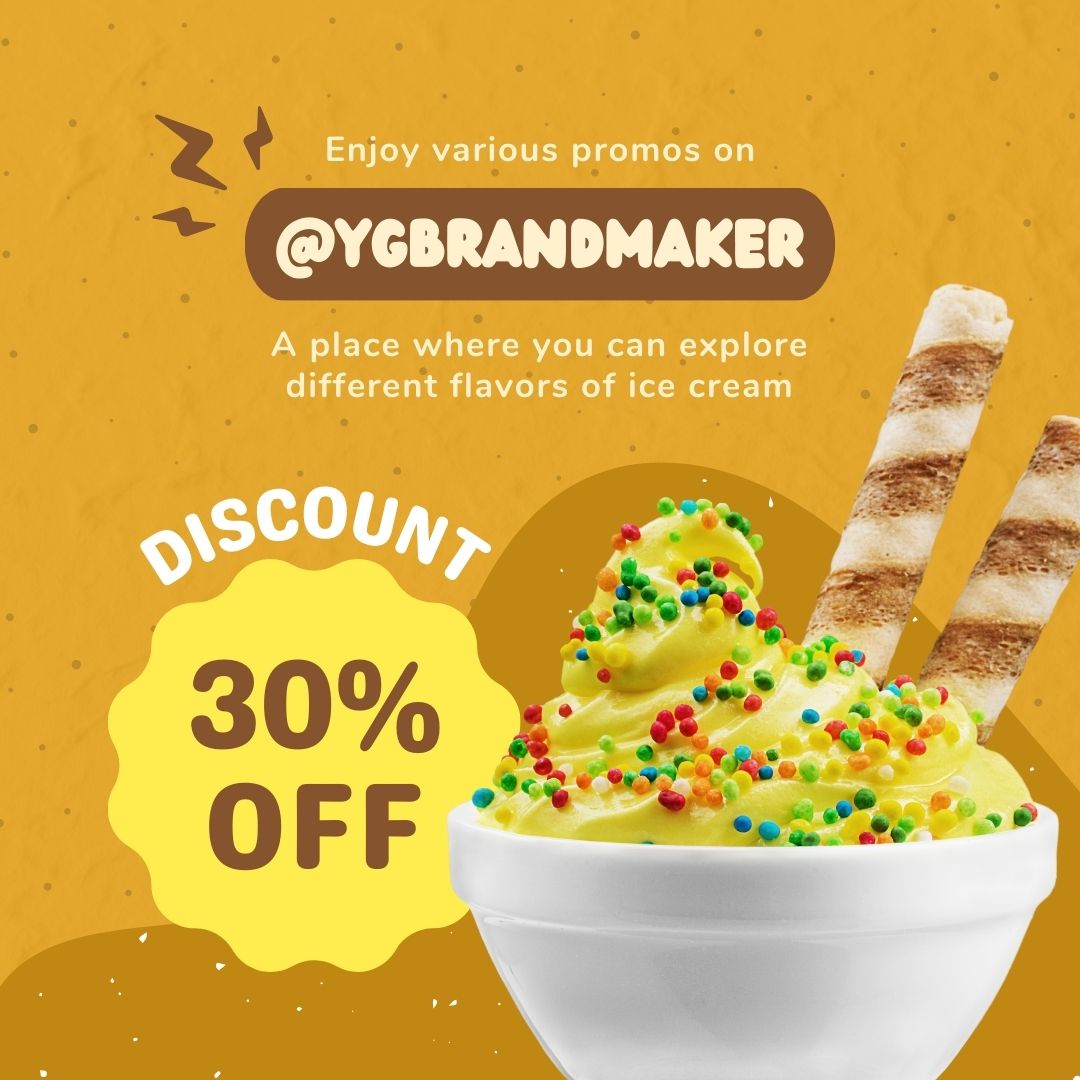 Enjoy various promos on
@YGBRANDMAKER
A place where you can explore
different flavors of ice cream
DISCOUNT
30%
OFF